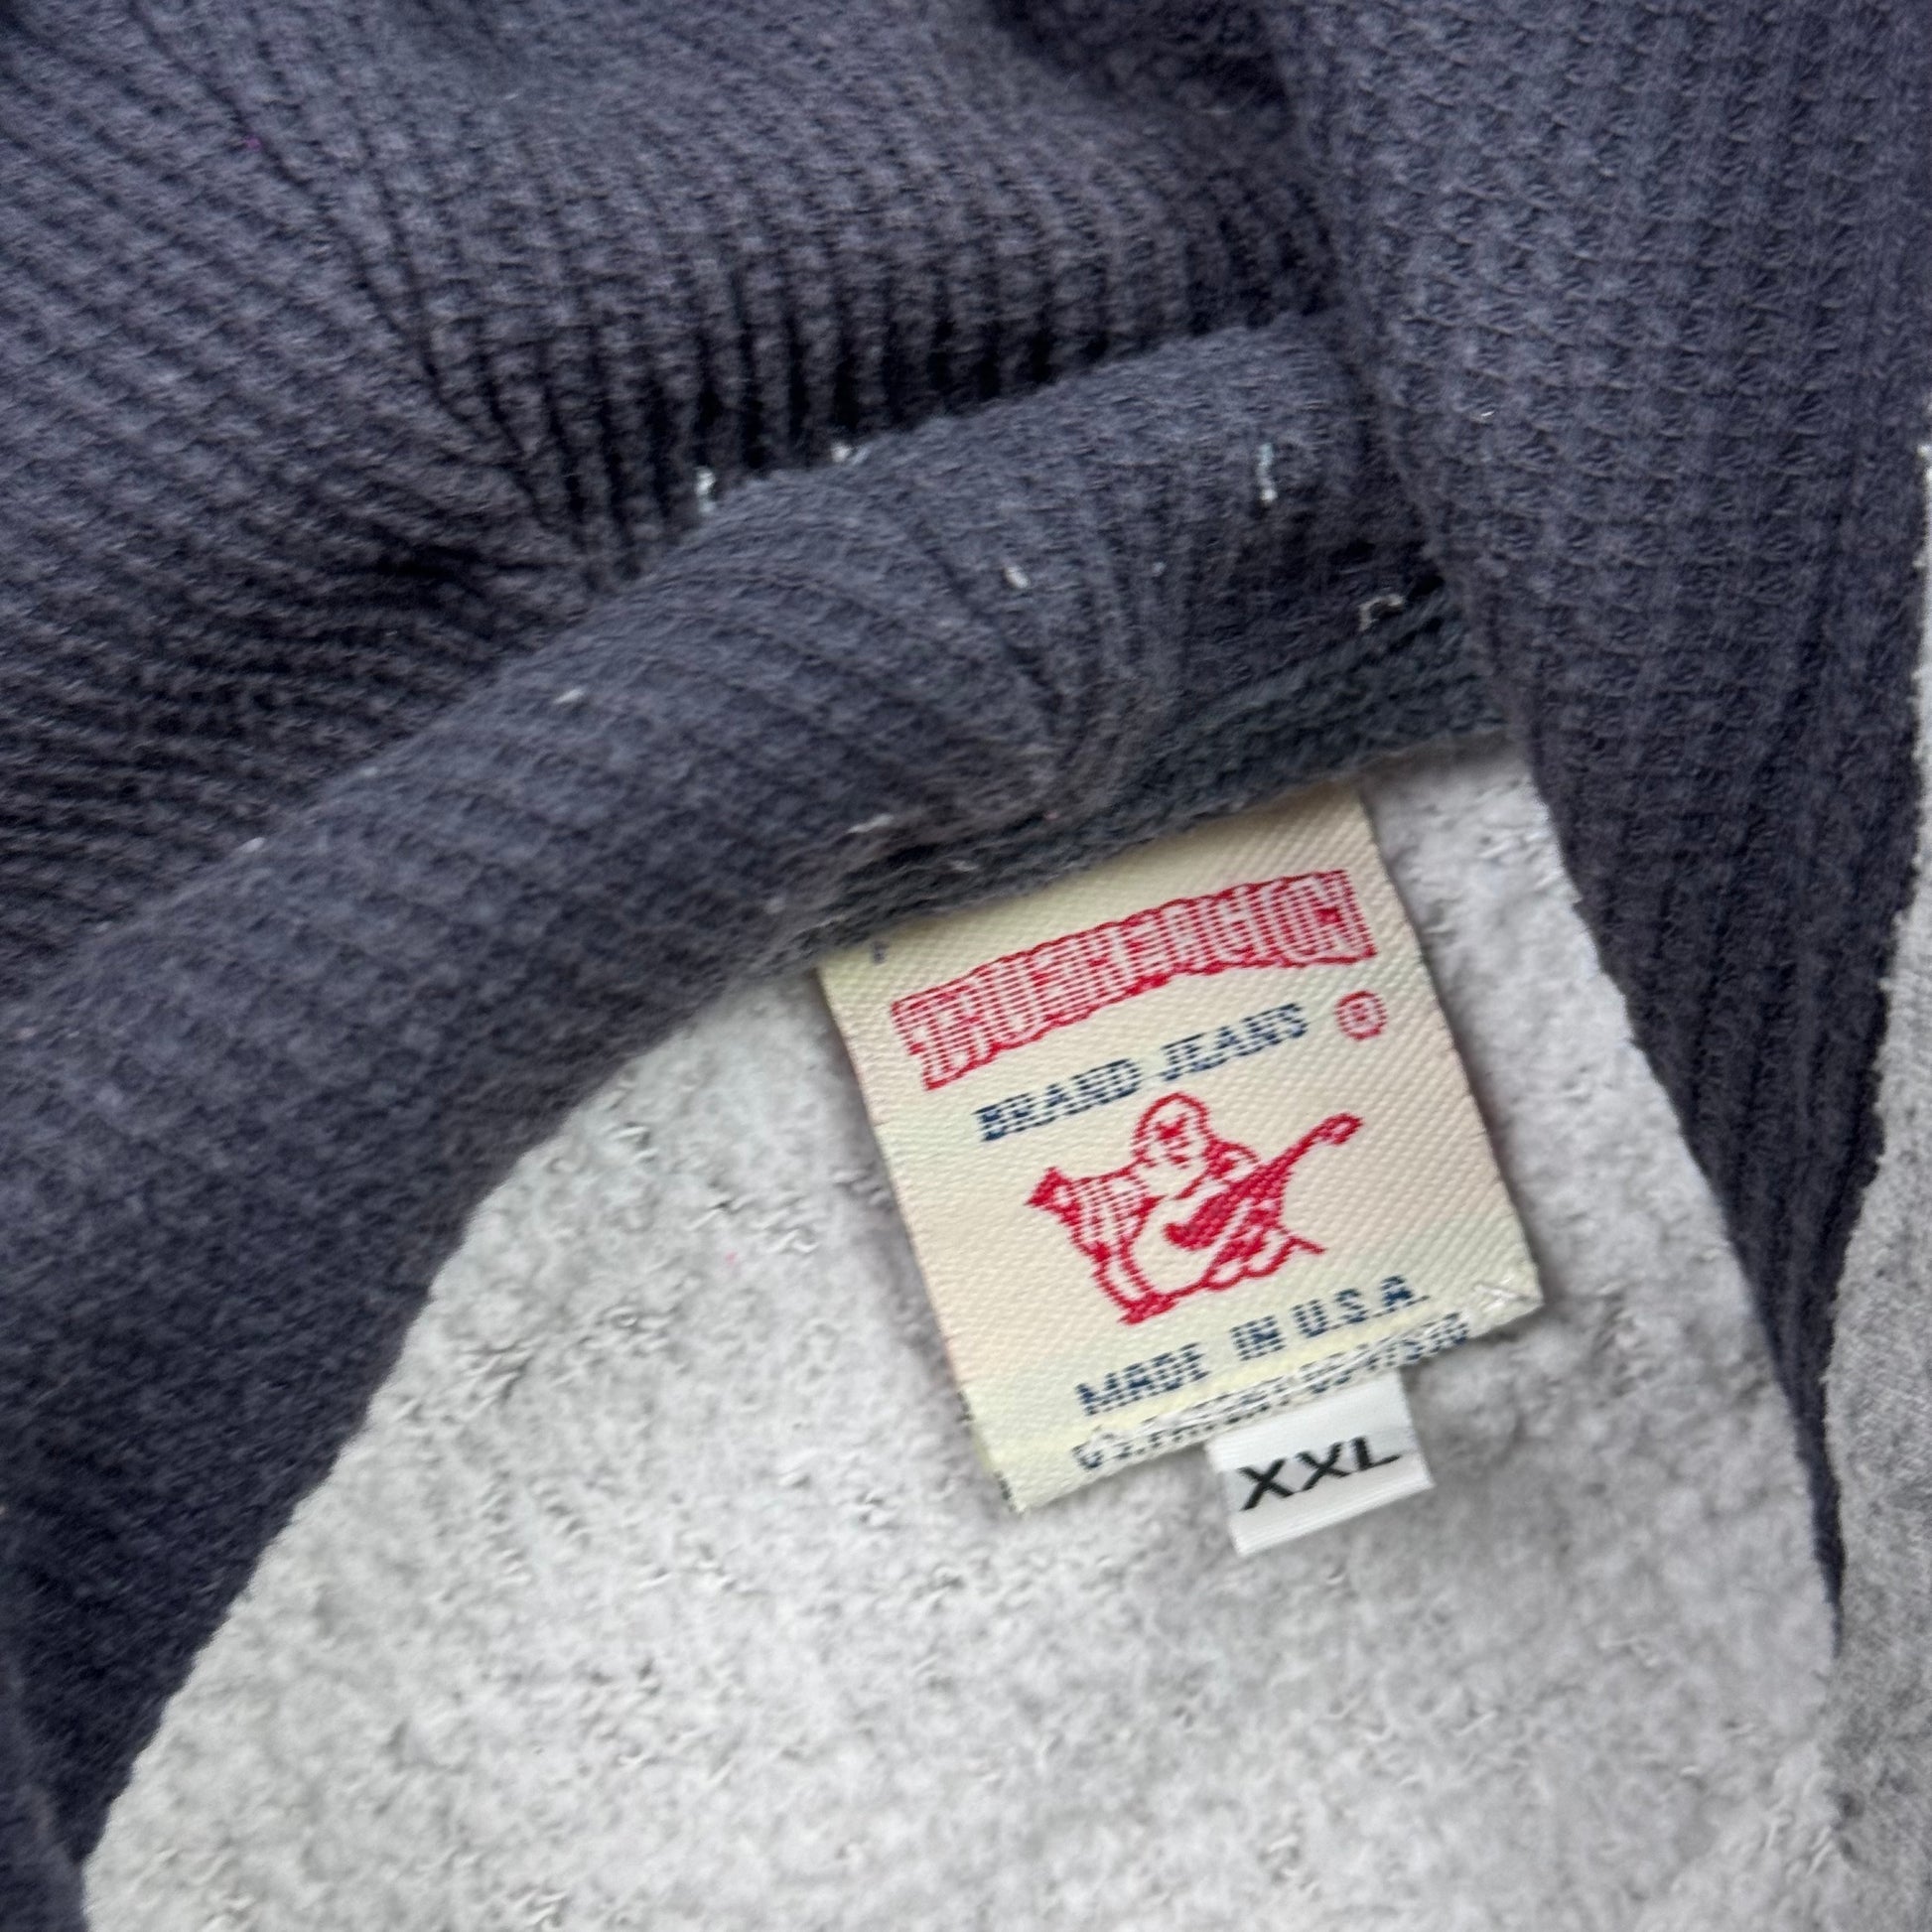 TRUE RELIGION
BRAND JEANS ®
MADE IN U.S.A.
XXL